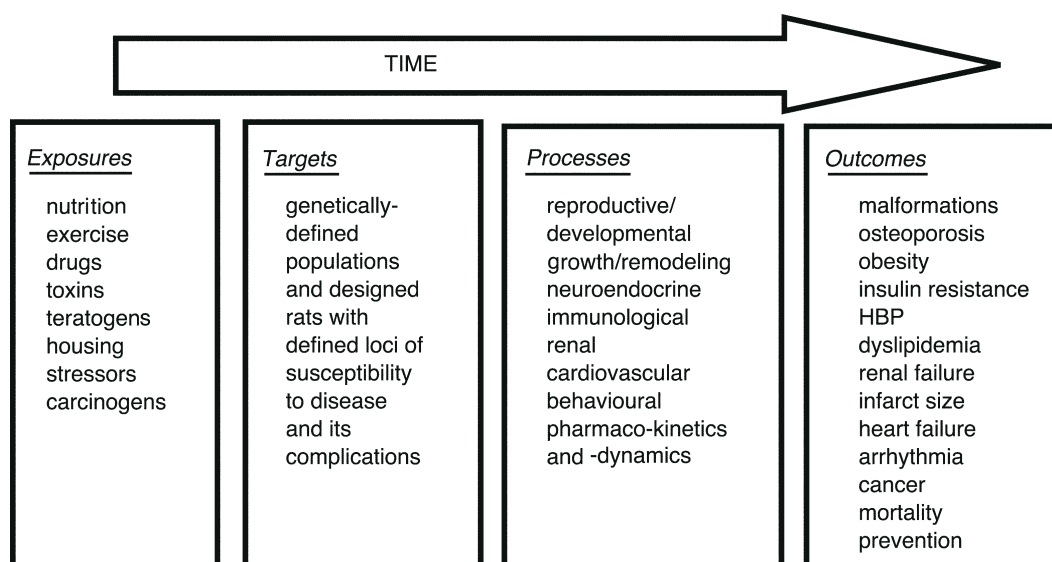 TIME
Exposures
nutrition
exercise
drugs
toxins
teratogens
housing
stressors
carcinogens
Targets
genetically-
defined
populations
and designed
rats with
defined loci of
susceptibility
to disease
and its
complications
Processes
reproductive/
developmental
growth/remodeling
neuroendocrine
immunological
renal
cardiovascular
behavioural
pharmaco-kinetics
and -dynamics
Outcomes
malformations
osteoporosis
obesity
insulin resistance
HBP
dyslipidemia
renal failure
infarct size
heart failure
arrhythmia
cancer
mortality
prevention